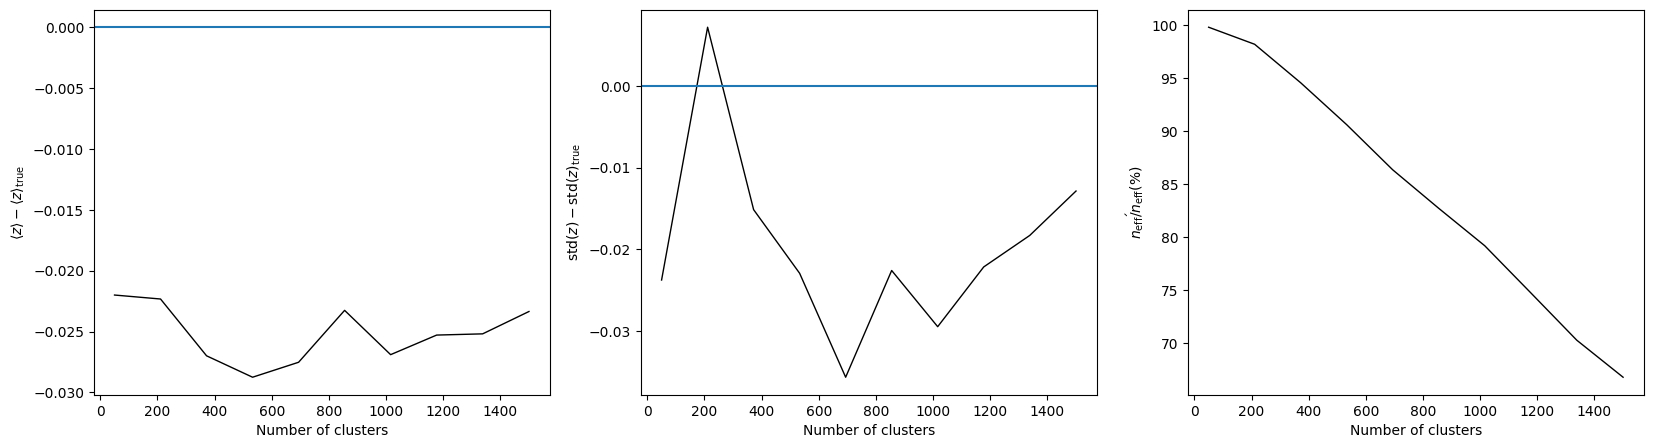 0.000
−0.005
−0.010
−0.015
−0.020
−0.025
−0.030
⟨z⟩ − ⟨z⟩true
0 200 400 600 800 1000 1200 1400
Number of clusters
0.00
−0.01
−0.02
−0.03
std(z) − std(z)true
0 200 400 600 800 1000 1200 1400
Number of clusters
100
95
90
85
80
75
70
n′eff/neff(%)
0 200 400 600 800 1000 1200 1400
Number of clusters